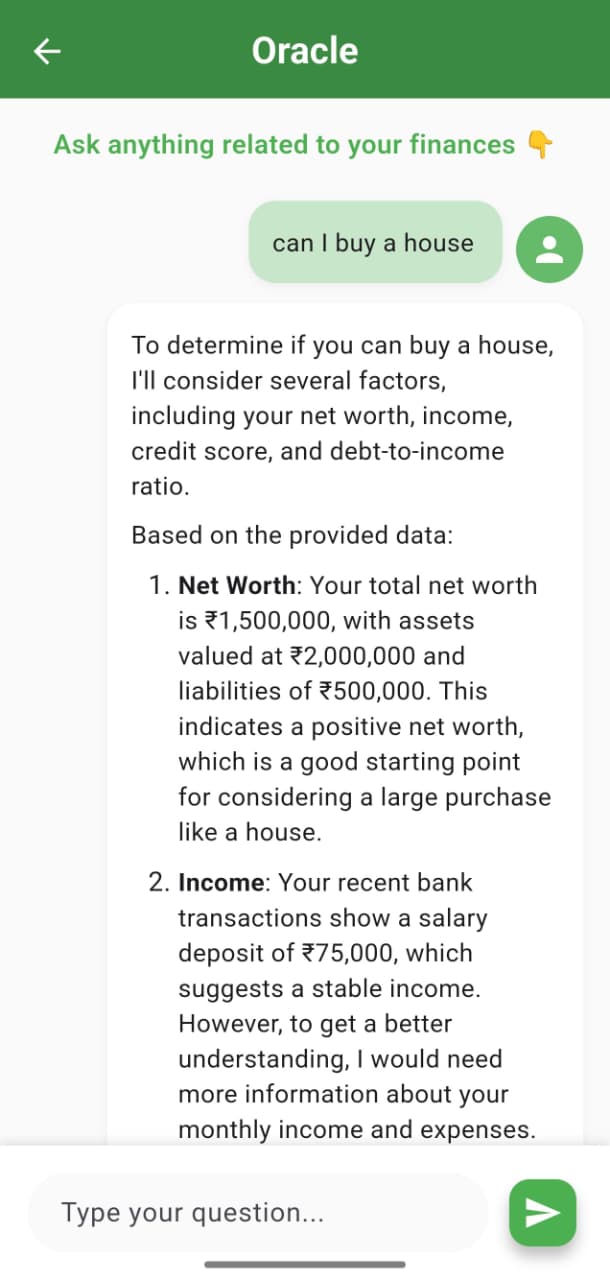 Oracle
Ask anything related to your finances 👇
can I buy a house
To determine if you can buy a house,
I'll consider several factors,
including your net worth, income,
credit score, and debt-to-income
ratio.
Based on the provided data:
1. Net Worth: Your total net worth
is ₹1,500,000, with assets
valued at ₹2,000,000 and
liabilities of ₹500,000. This
indicates a positive net worth,
which is a good starting point
for considering a large purchase
like a house.
2. Income: Your recent bank
transactions show a salary
deposit of ₹75,000, which
suggests a stable income.
However, to get a better
understanding, I would need
more information about your
monthly income and expenses.
Type your question...